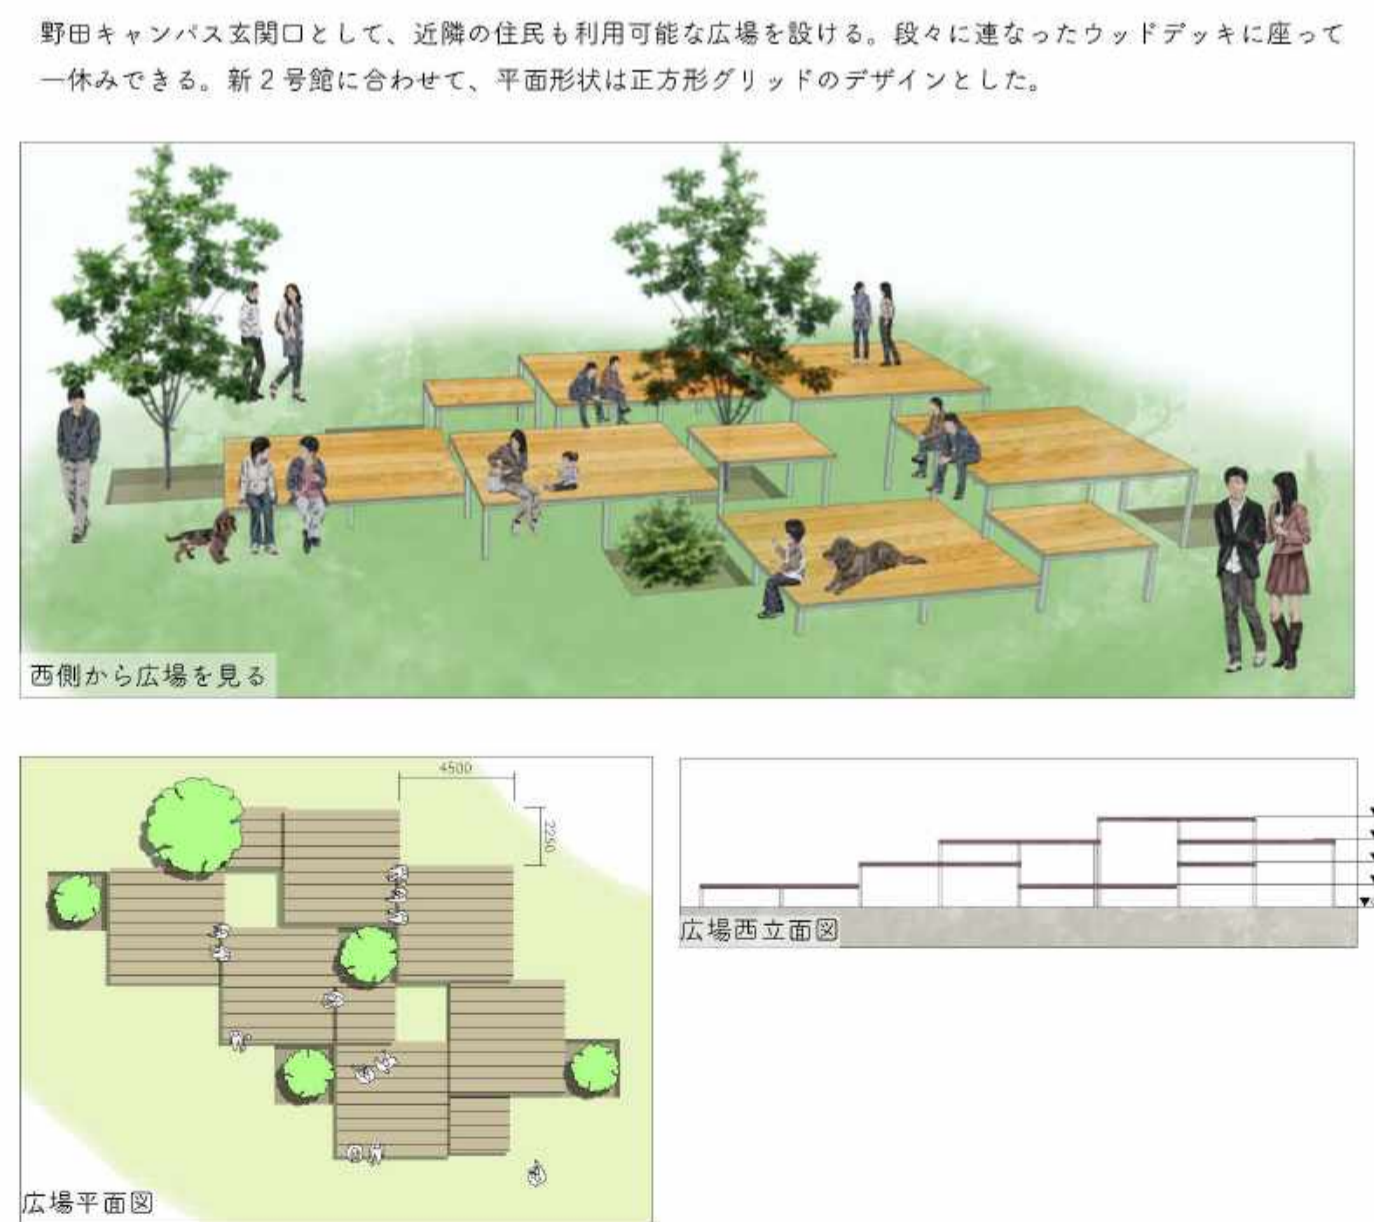 野田キャンパス玄関口として、近隣の住民も利用可能な広場を設ける。段々に連なったウッドデッキに座って
一休みできる。新２号館に合わせて、平面形状は正方形グリッドのデザインとした。
西側から広場を見る
4500
2250
広場西立面図
広場平面図